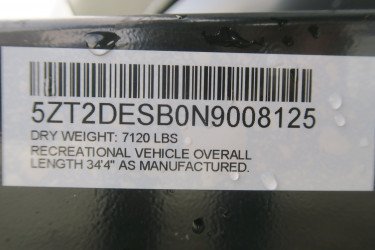 5ZT2DESB0N9008125
DRY WEIGHT: 7120 LBS
RECREATIONAL VEHICLE OVERALL
LENGTH 34'4" AS MANUFACTURED.